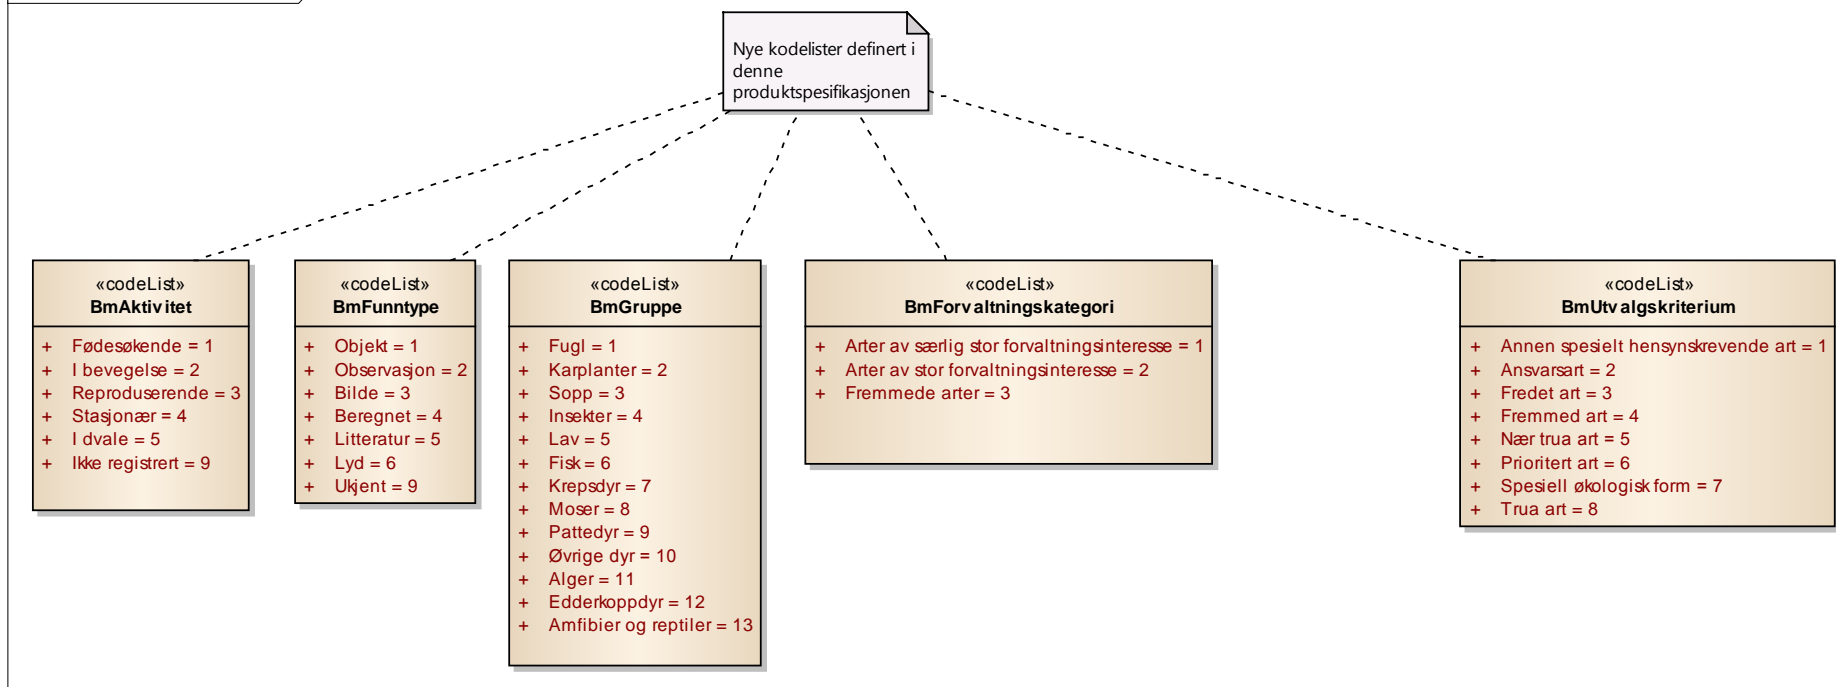 Nye kodelister definert i
denne
produktspesifikasjonen
«codeList»
BmAktivitet
+ Fødesøkende = 1
+ I bevegelse = 2
+ Reproduserende = 3
+ Stasjonær = 4
+ I dvale = 5
+ Ikke registrert = 9
«codeList»
BmFunntype
+ Objekt = 1
+ Observasjon = 2
+ Bilde = 3
+ Beregnet = 4
+ Litteratur = 5
+ Lyd = 6
+ Ukjent = 9
«codeList»
BmGruppe
+ Fugl = 1
+ Karplanter = 2
+ Sopp = 3
+ Insekter = 4
+ Lav = 5
+ Fisk = 6
+ Krepsdyr = 7
+ Moser = 8
+ Pattedyr = 9
+ Øvrige dyr = 10
+ Alger = 11
+ Edderkoppdyr = 12
+ Amfibier og reptiler = 13
«codeList»
BmForvaltningskategori
+ Arter av særlig stor forvaltningsinteresse = 1
+ Arter av stor forvaltningsinteresse = 2
+ Fremmede arter = 3
«codeList»
BmUtvalgskriterium
+ Annen spesielt hensynskrevende art = 1
+ Ansvarsart = 2
+ Fredet art = 3
+ Fremmed art = 4
+ Nær trua art = 5
+ Prioritert art = 6
+ Spesiell økologisk form = 7
+ Trua art = 8